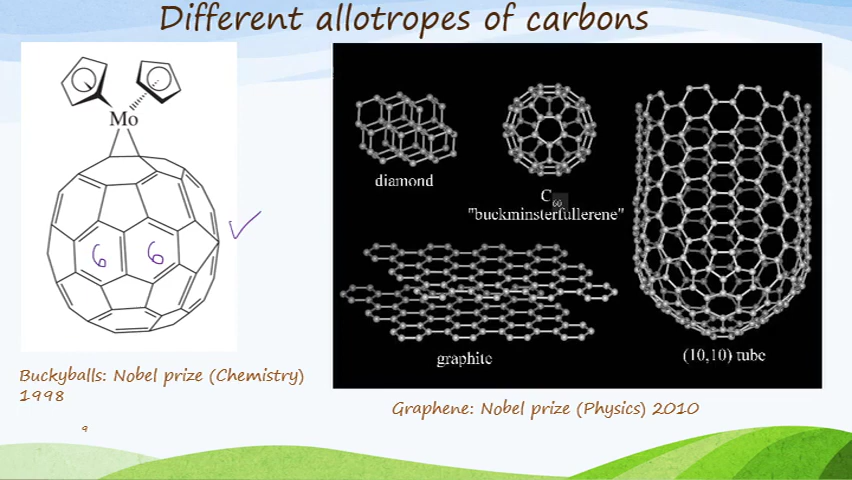 Different allotropes of carbons
Mo
6 6
diamond
C60
"buckminsterfullerene"
graphite
(10,10) tube
Buckyballs: Nobel prize (Chemistry)
1998
Graphene: Nobel prize (Physics) 2010
9